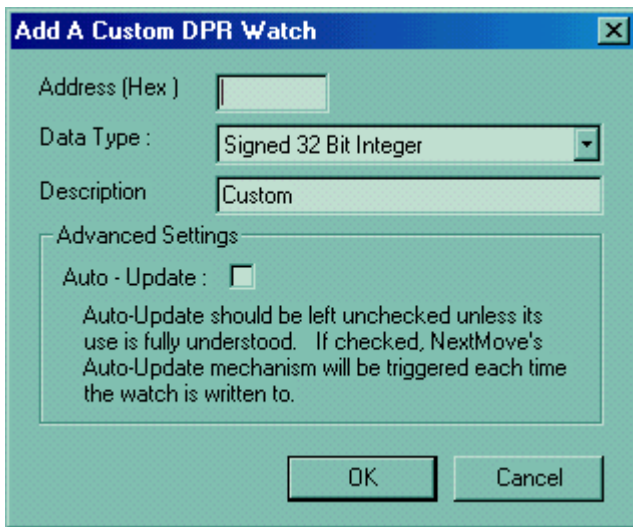 Add A Custom DPR Watch
Address (Hex )
Data Type :
Signed 32 Bit Integer
Description
Custom
Advanced Settings
Auto - Update :
Auto-Update should be left unchecked unless its
use is fully understood.   If checked, NextMove's
Auto-Update mechanism will be triggered each time
the watch is written to.
OK
Cancel